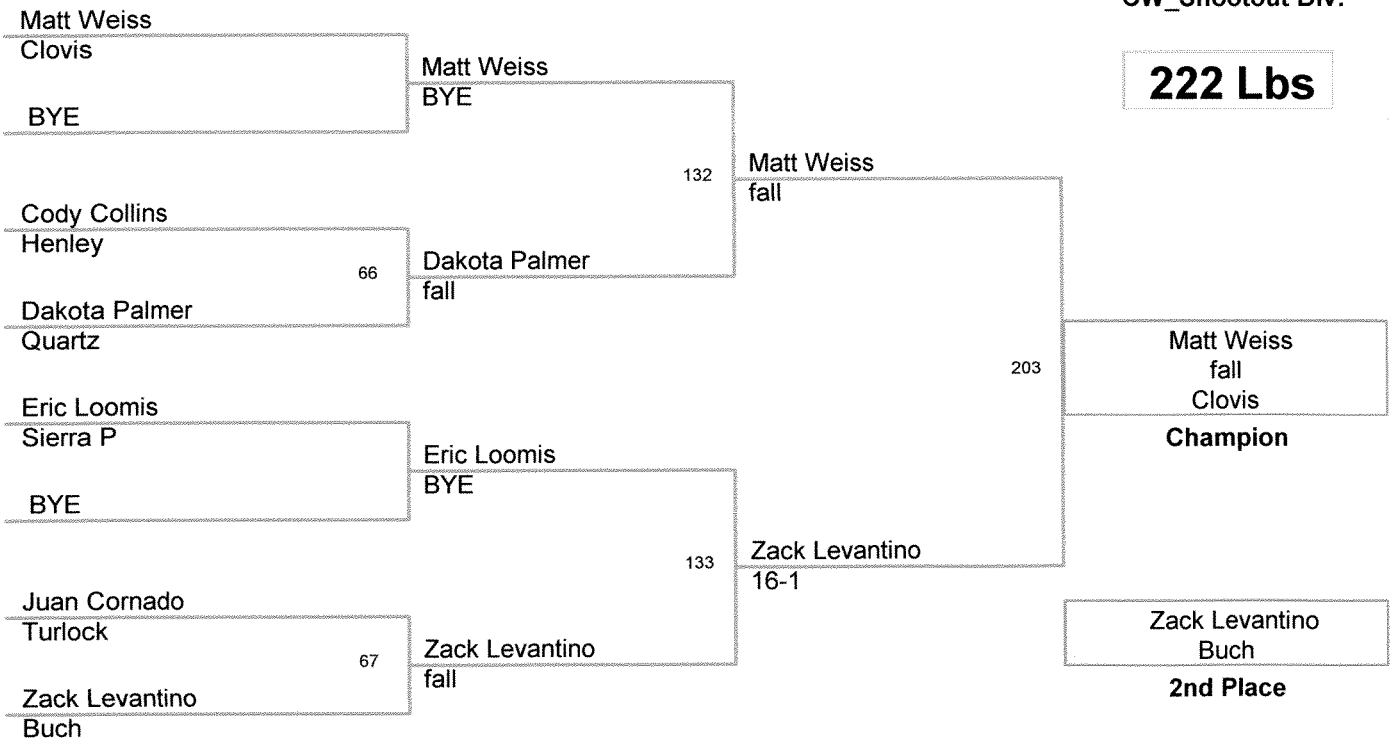 Matt Weiss
Clovis
BYE
Cody Collins
Henley
66
Dakota Palmer
Quartz
Eric Loomis
Sierra P
BYE
Juan Cornado
Turlock
67
Zack Levantino
Buch
Matt Weiss
BYE
132
Dakota Palmer
fall
Eric Loomis
BYE
133
Zack Levantino
fall
Matt Weiss
fall
203
Zack Levantino
16-1
222 Lbs
Matt Weiss
fall
Clovis
Champion
Zack Levantino
Buch
2nd Place